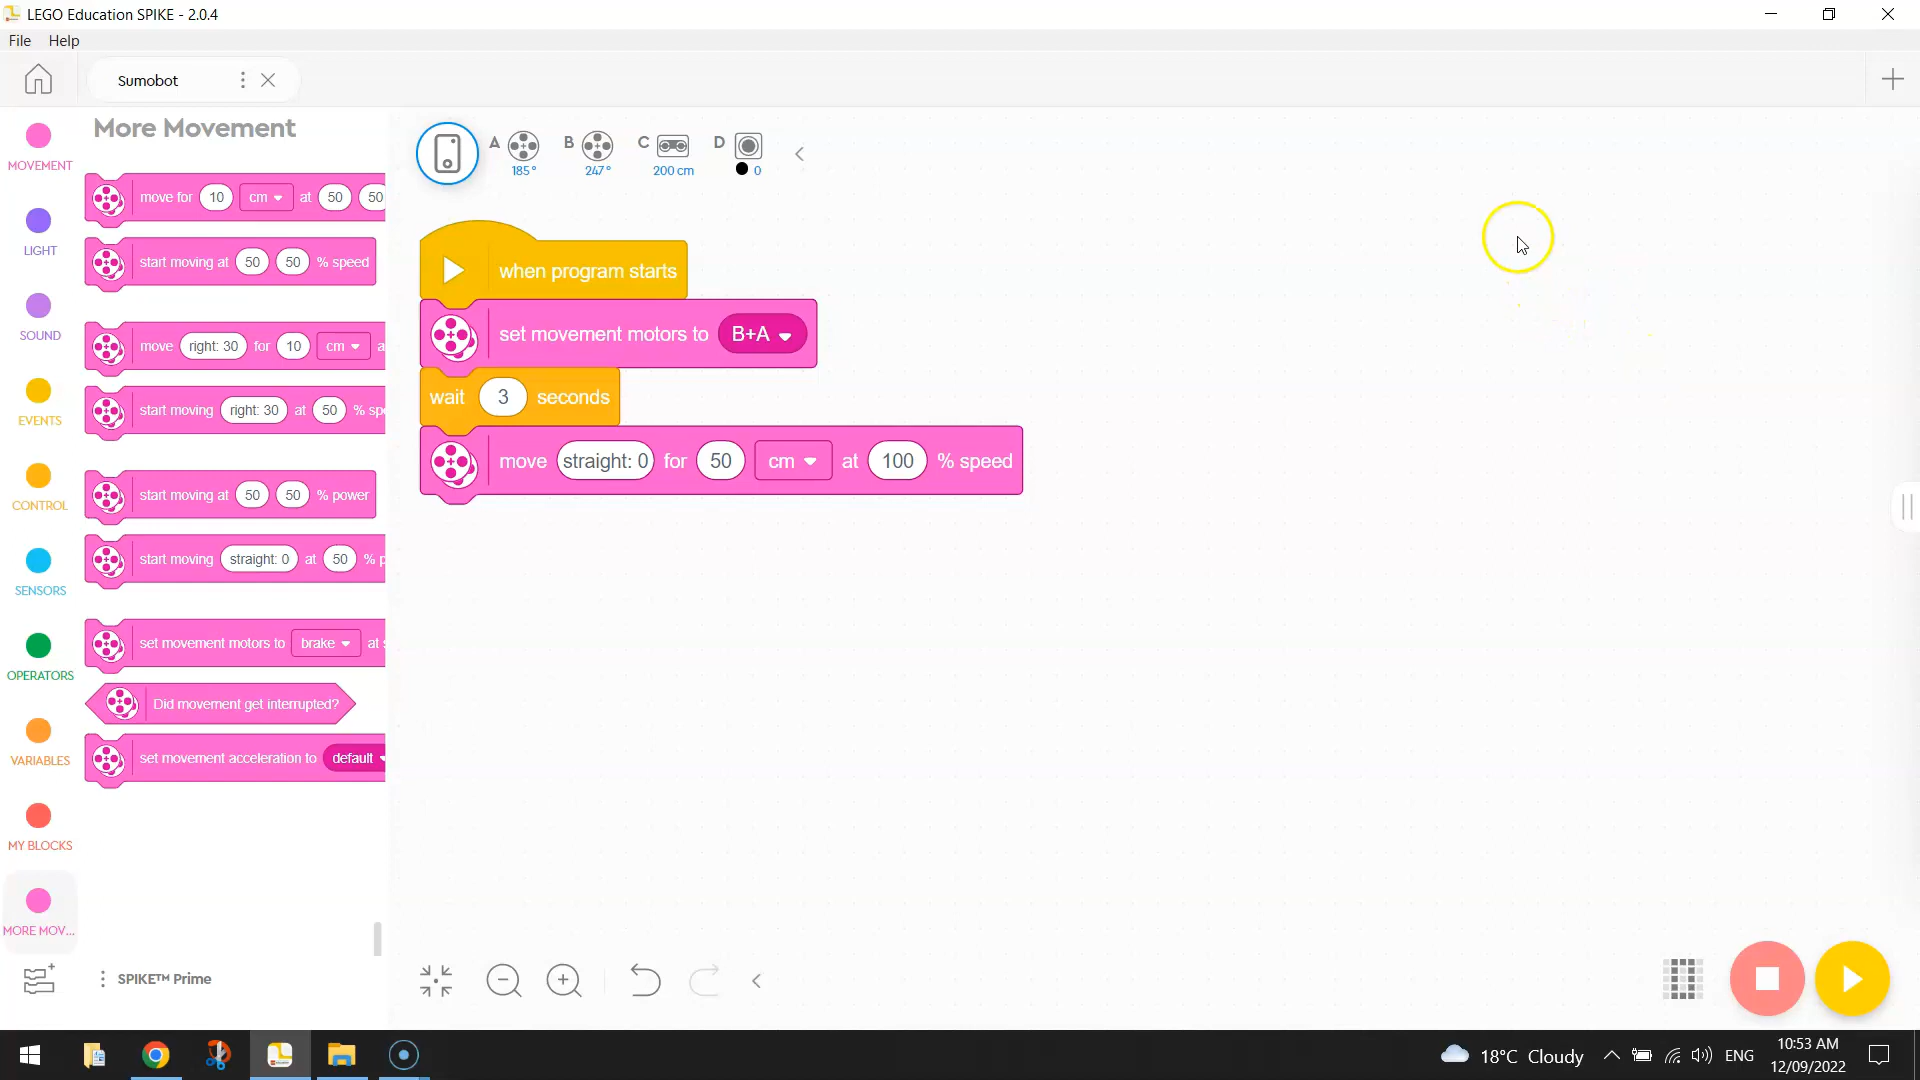 LEGO Education SPIKE - 2.0.4
File Help
Sumobot
More Movement
MOVEMENT
LIGHT
SOUND
EVENTS
CONTROL
SENSORS
OPERATORS
VARIABLES
MY BLOCKS
MORE MOV...
move for 10 cm at 50 50
start moving at 50 50 % speed
move right: 30 for 10 cm
start moving right: 30 at 50
start moving at 50 50 % power
start moving straight: 0 at 50
set movement motors to brake at
Did movement get interrupted?
set movement acceleration to default
SPIKE™ Prime
A B C D
185° 247° 200 cm 0
when program starts
set movement motors to B+A
wait 3 seconds
move straight: 0 for 50 cm at 100 % speed
18°C Cloudy
ENG
10:53 AM
12/09/2022